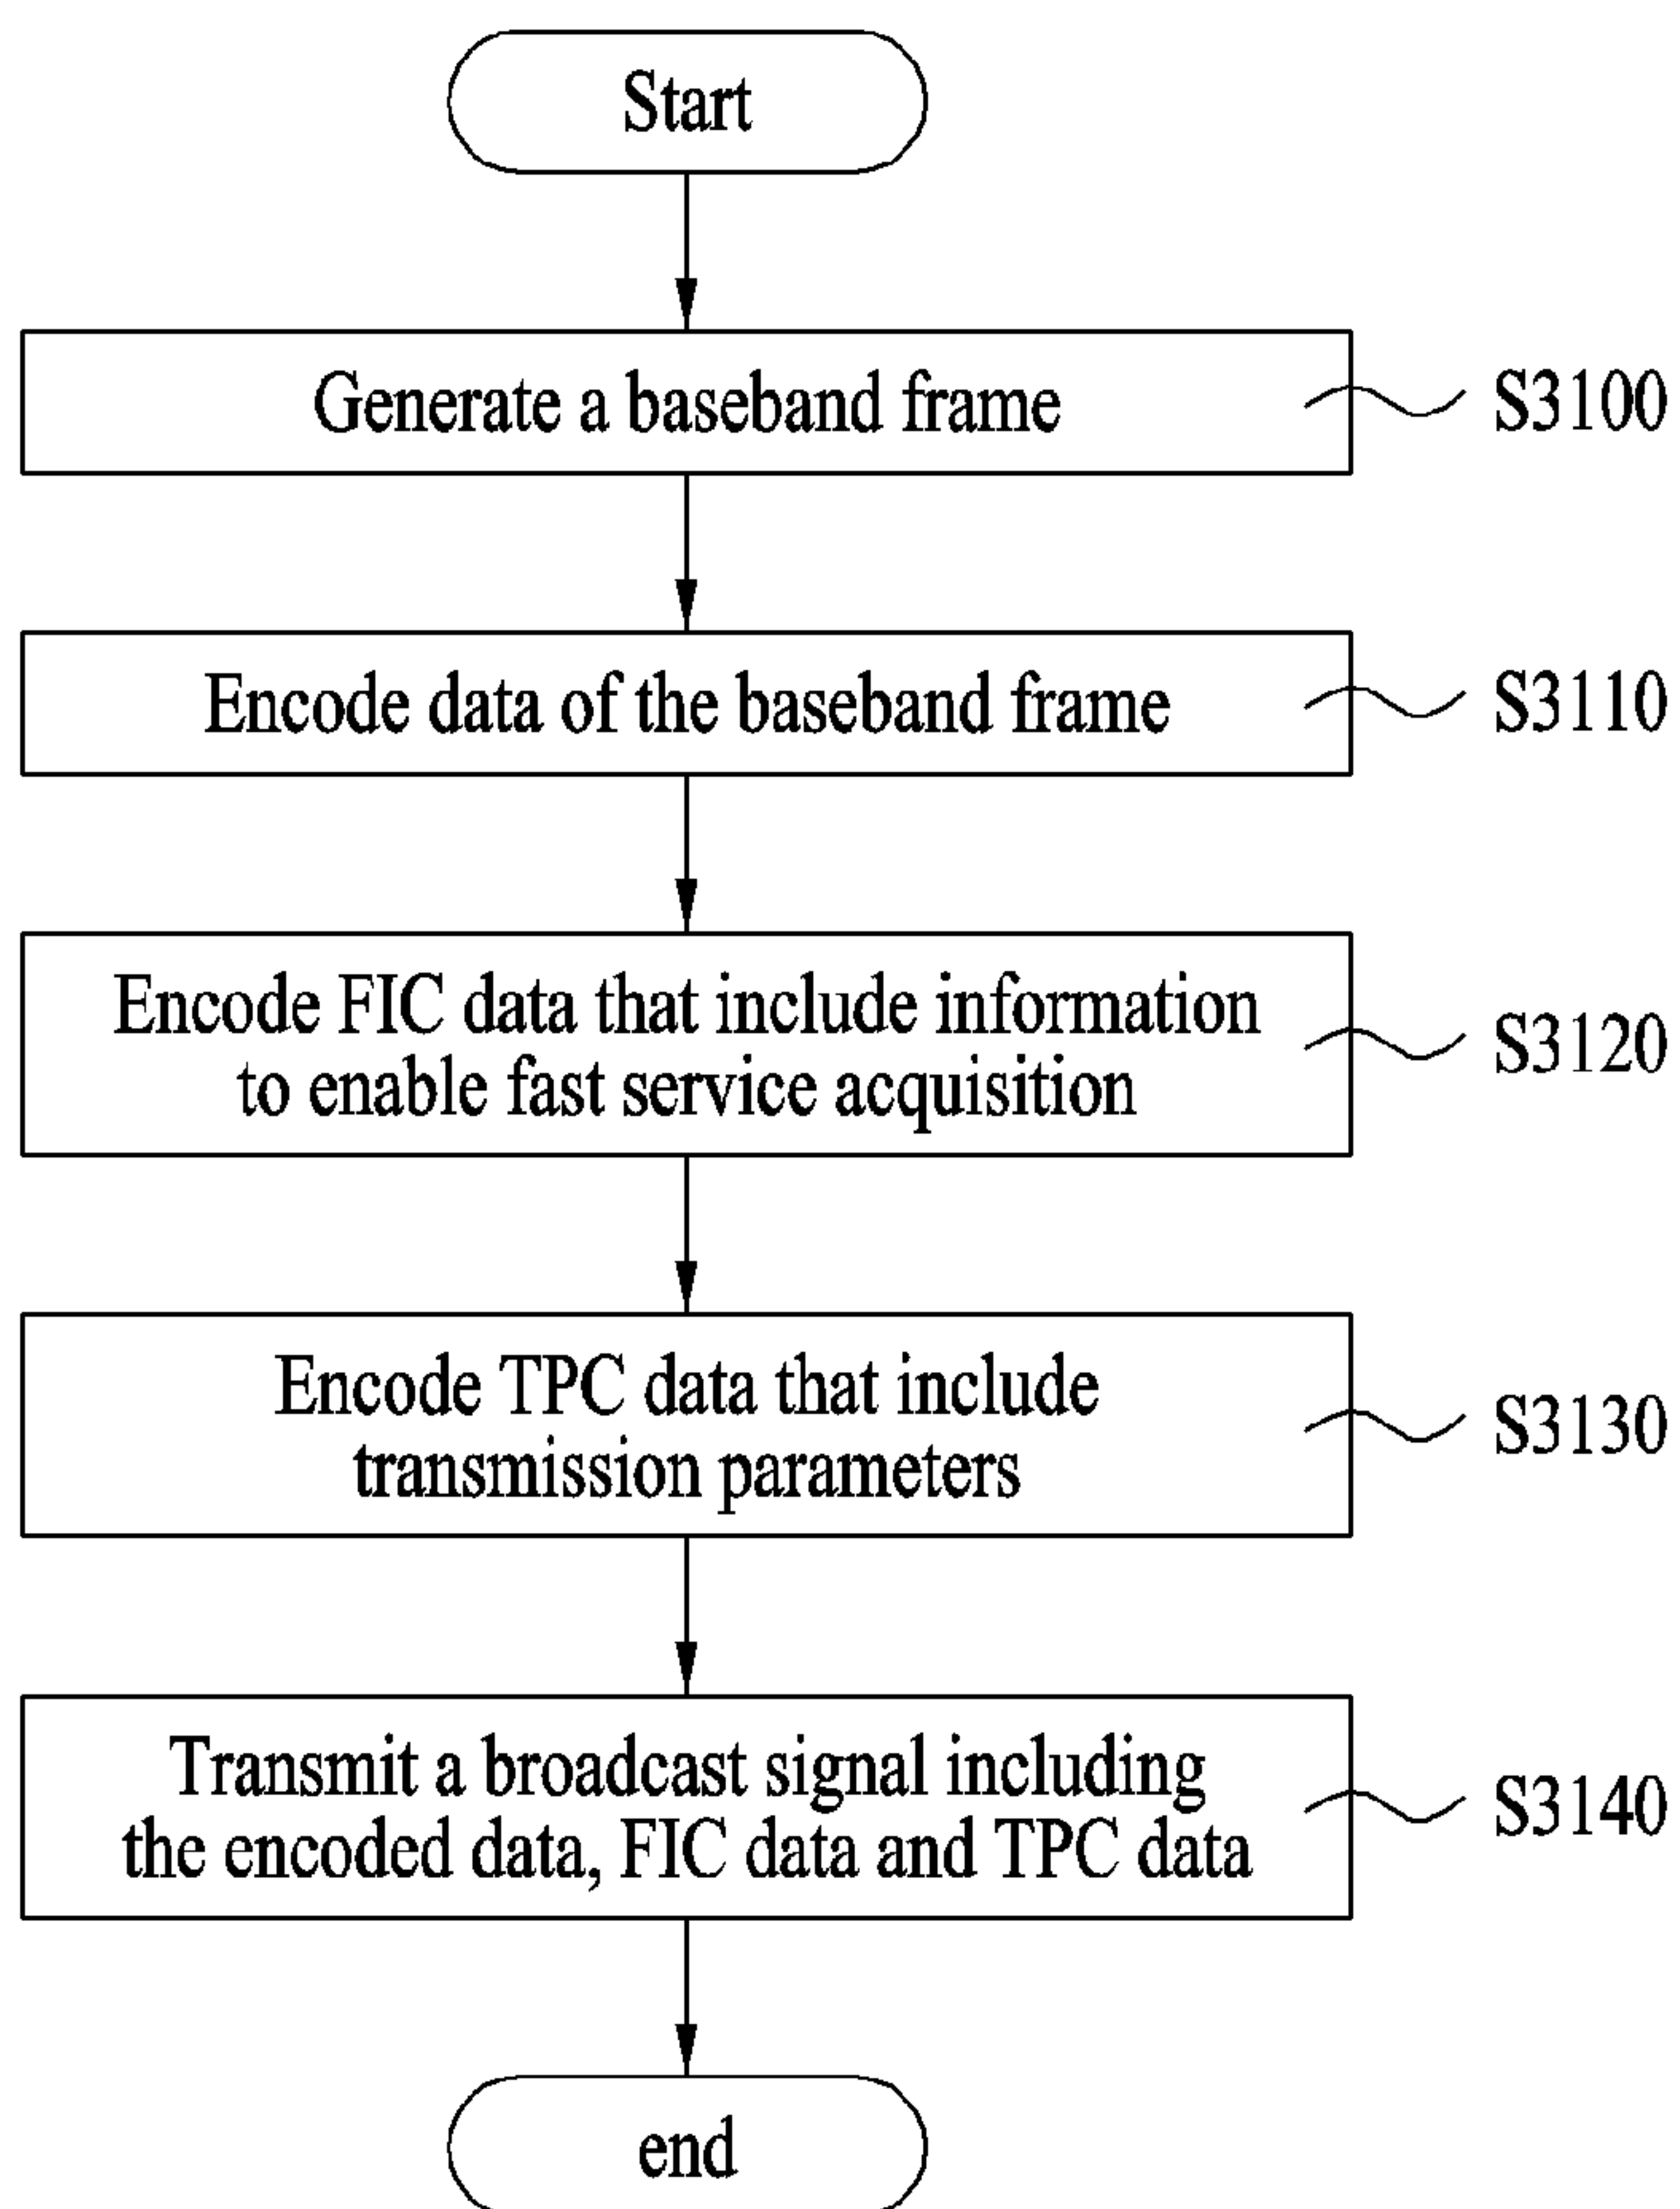 Start
Generate a baseband frame
S3100
Encode data of the baseband frame
S3110
Encode FIC data that include information
to enable fast service acquisition
S3120
Encode TPC data that include
transmission parameters
S3130
Transmit a broadcast signal including
the encoded data, FIC data and TPC data
S3140
end